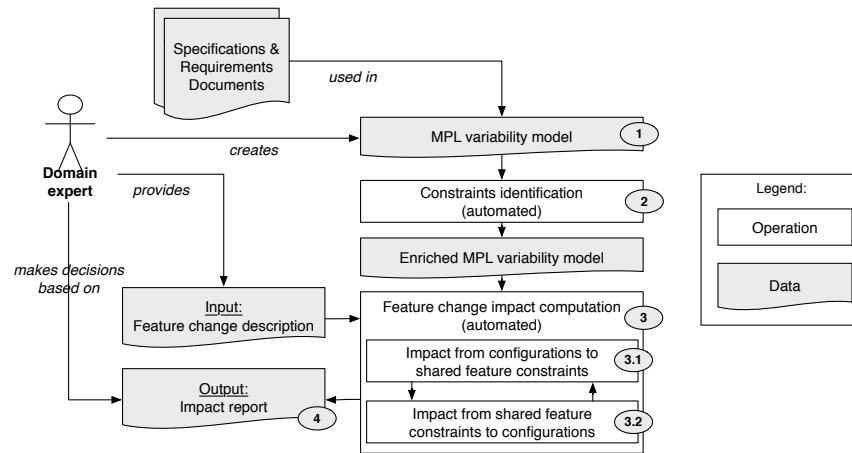 Specifications &
Requirements
Documents
used in
MPL variability model
1
creates
Domain
expert
provides
Constraints identification
(automated)
2
Enriched MPL variability model
makes decisions
based on
Input:
Feature change description
Feature change impact computation
(automated)
3
Impact from configurations to
shared feature constraints
3.1
Impact from shared feature
constraints to configurations
3.2
Output:
Impact report
4
Legend:
Operation
Data